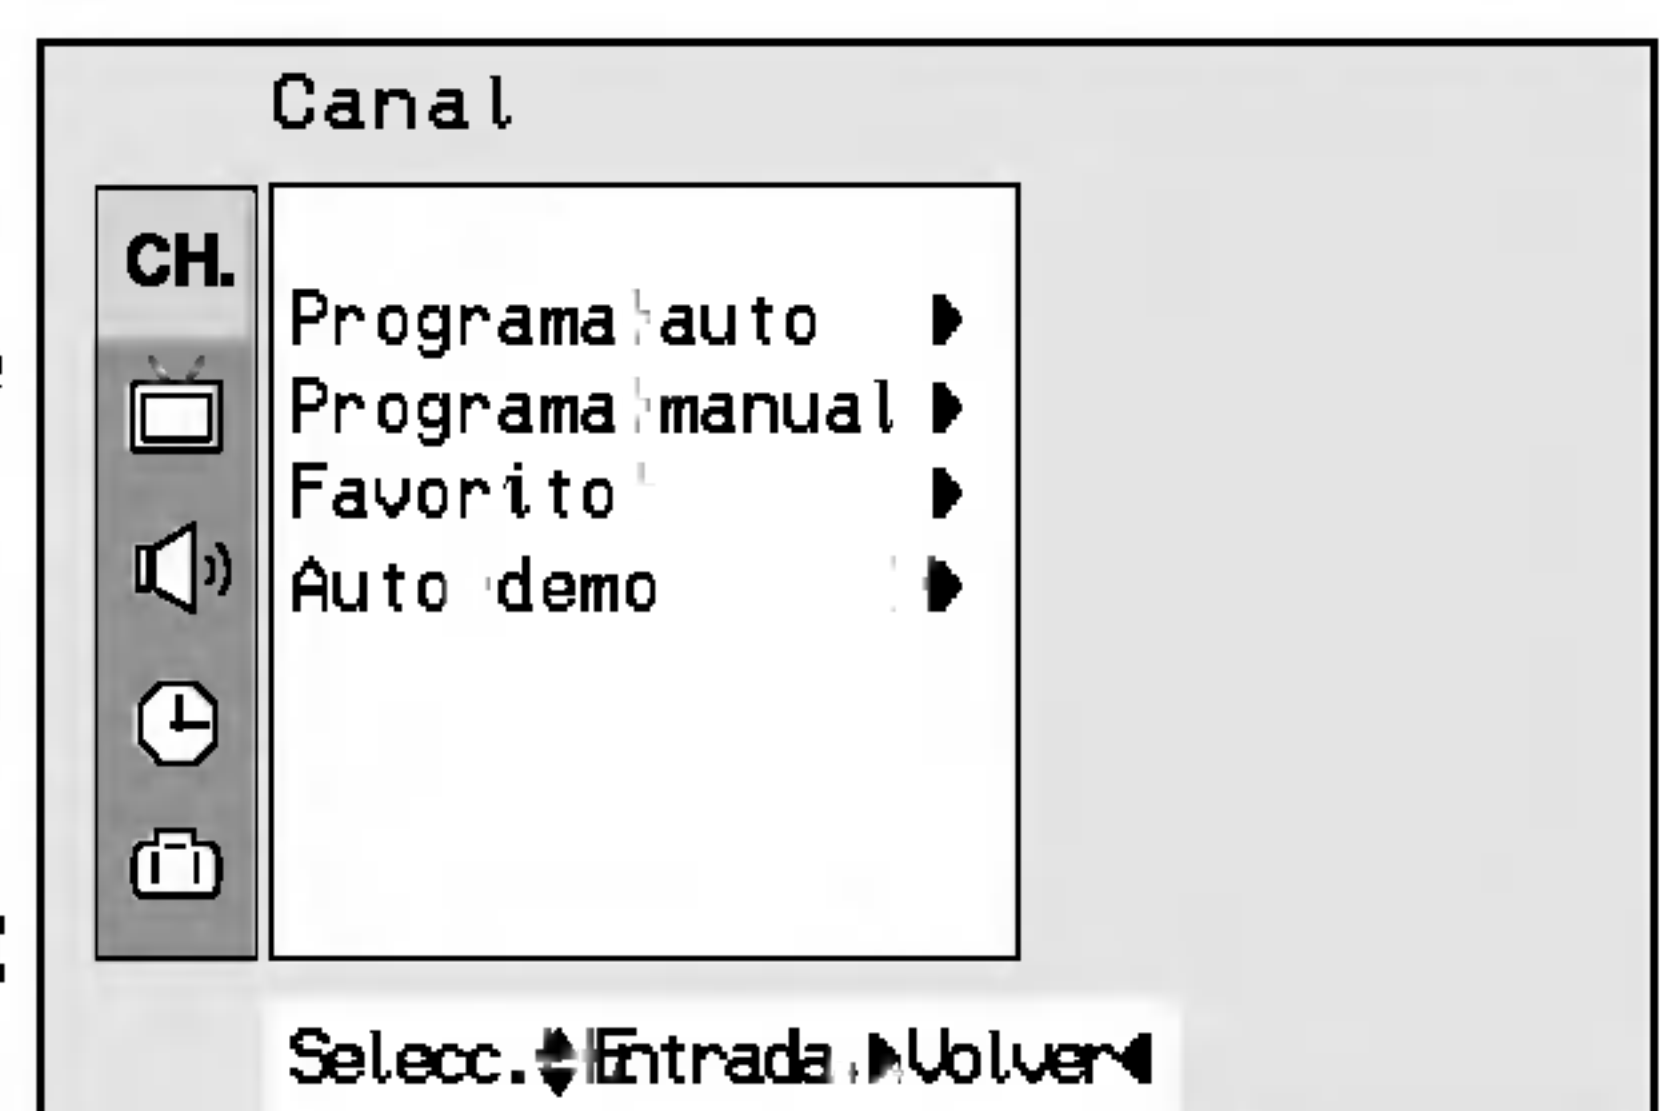 Canal
CH.
Programa auto
Programa manual
Favorito
Auto demo
Selecc. Entrada Volver